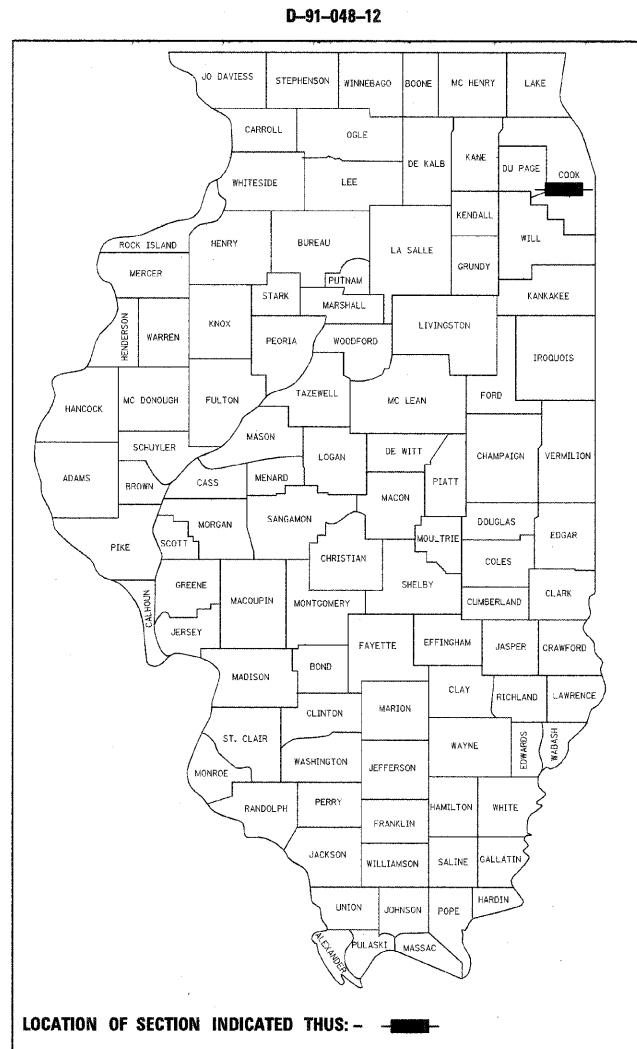 D-91-048-12
JO DAVIESS STEPHENSON WINNEBAGO BOONE MC HENRY LAKE
CARROLL OGLE KANE DU PAGE COOK
WHITESIDE LEE DE KALB
KENDALL WILL
ROCK ISLAND HENRY BUREAU LA SALLE
MERCER PUTNAM GRUNDY
STARK MARSHALL KANKAKEE
HENDERSON WARREN KNOX PEORIA WOODFORD LIVINGSTON IROQUOIS
HANCOCK MC DONOUGH FULTON TAZEWELL MC LEAN FORD
SCHUYLER MASON LOGAN DE WITT CHAMPAIGN VERMILION
ADAMS BROWN CASS MENARD MACON PIATT
MORGAN SANGAMON DOUGLAS EDGAR
PIKE SCOTT CHRISTIAN MOULTRIE COLES
GREENE MACOUPIN MONTGOMERY SHELBY CUMBERLAND CLARK
CALHOUN JERSEY
FAYETTE EFFINGHAM JASPER CRAWFORD
MADISON BOND CLAY RICHLAND LAWRENCE
CLINTON MARION
ST. CLAIR WAYNE EDWARDS WABASH
MONROE WASHINGTON JEFFERSON
RANDOLPH PERRY HAMILTON WHITE
FRANKLIN
JACKSON WILLIAMSON SALINE GALLATIN
UNION JOHNSON POPE HARDIN
ALEXANDER PULASKI MASSAC
LOCATION OF SECTION INDICATED THUS: -